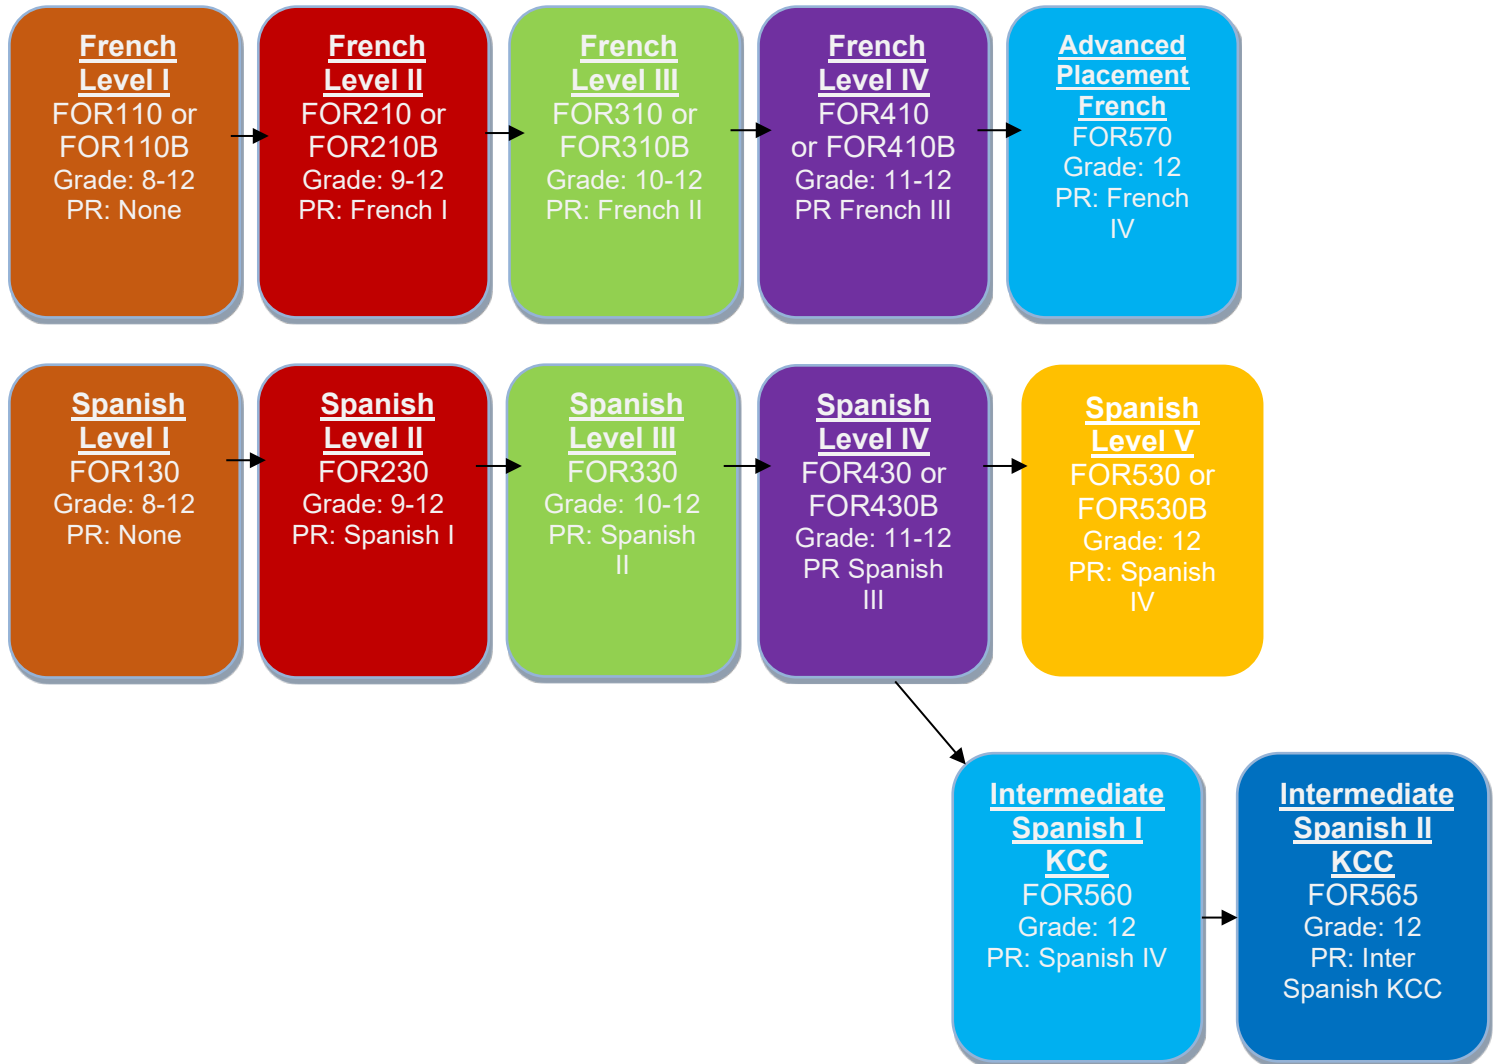 French
Level I
FOR110 or
FOR110B
Grade: 8-12
PR: None
French
Level II
FOR210 or
FOR210B
Grade: 9-12
PR: French I
French
Level III
FOR310 or
FOR310B
Grade: 10-12
PR: French II
French
Level IV
FOR410
or FOR410B
Grade: 11-12
PR French III
Advanced
Placement
French
FOR570
Grade: 12
PR: French
IV
Spanish
Level I
FOR130
Grade: 8-12
PR: None
Spanish
Level II
FOR230
Grade: 9-12
PR: Spanish I
Spanish
Level III
FOR330
Grade: 10-12
PR: Spanish
II
Spanish
Level IV
FOR430 or
FOR430B
Grade: 11-12
PR Spanish
III
Spanish
Level V
FOR530 or
FOR530B
Grade: 12
PR: Spanish
IV
Intermediate
Spanish I
KCC
FOR560
Grade: 12
PR: Spanish IV
Intermediate
Spanish II
KCC
FOR565
Grade: 12
PR: Inter
Spanish KCC